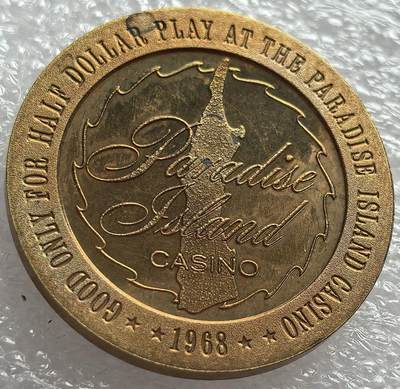 GOOD ONLY FOR HALF DOLLAR PLAY AT THE PARADISE ISLAND CASINO
Paradise
Island
CASINO
★ ★ 1968 ★ ★